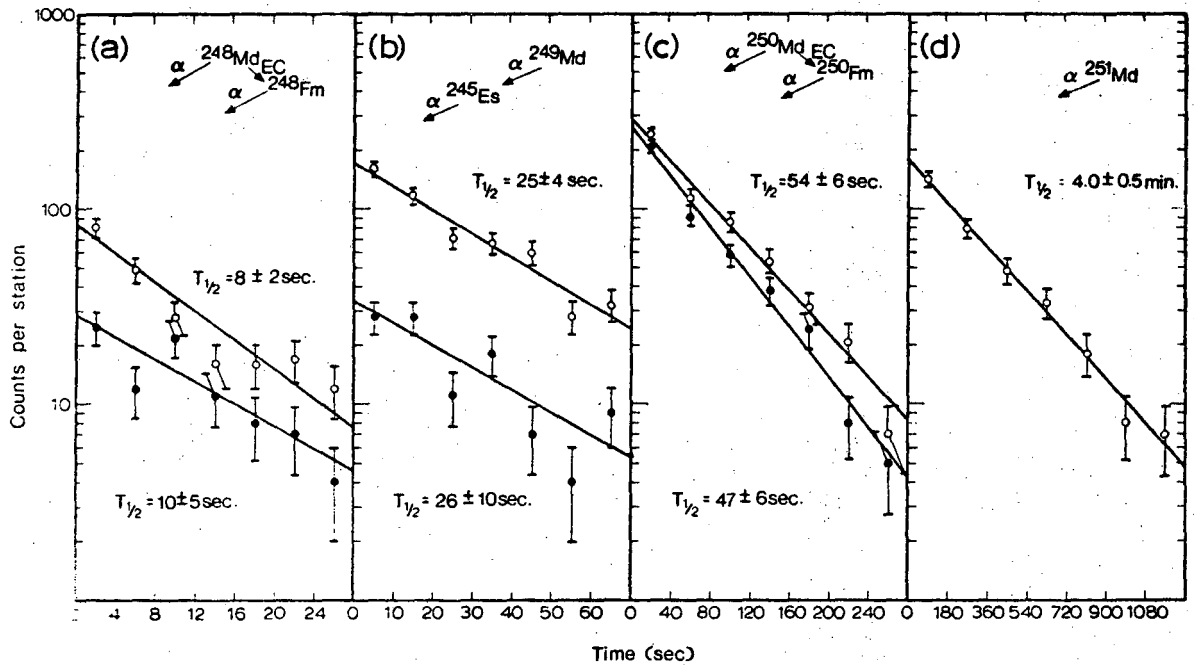 1000
100
10
Counts per station
(a)
α ²⁴⁸Md EC
α ²⁴⁸Fm
T₁/₂ = 8 ± 2 sec.
T₁/₂ = 10 ± 5 sec.
4 8 12 16 20 24
(b)
α ²⁴⁹Md
α ²⁴⁵Es
T₁/₂ = 25 ± 4 sec.
T₁/₂ = 26 ± 10 sec.
0 10 20 30 40 50 60
(c)
α ²⁵⁰Md EC
α ²⁵⁰Fm
T₁/₂ = 54 ± 6 sec.
T₁/₂ = 47 ± 6 sec.
0 40 80 120 160 200 240
(d)
α ²⁵¹Md
T₁/₂ = 4.0 ± 0.5 min.
0 180 360 540 720 900 1080
Time (sec)